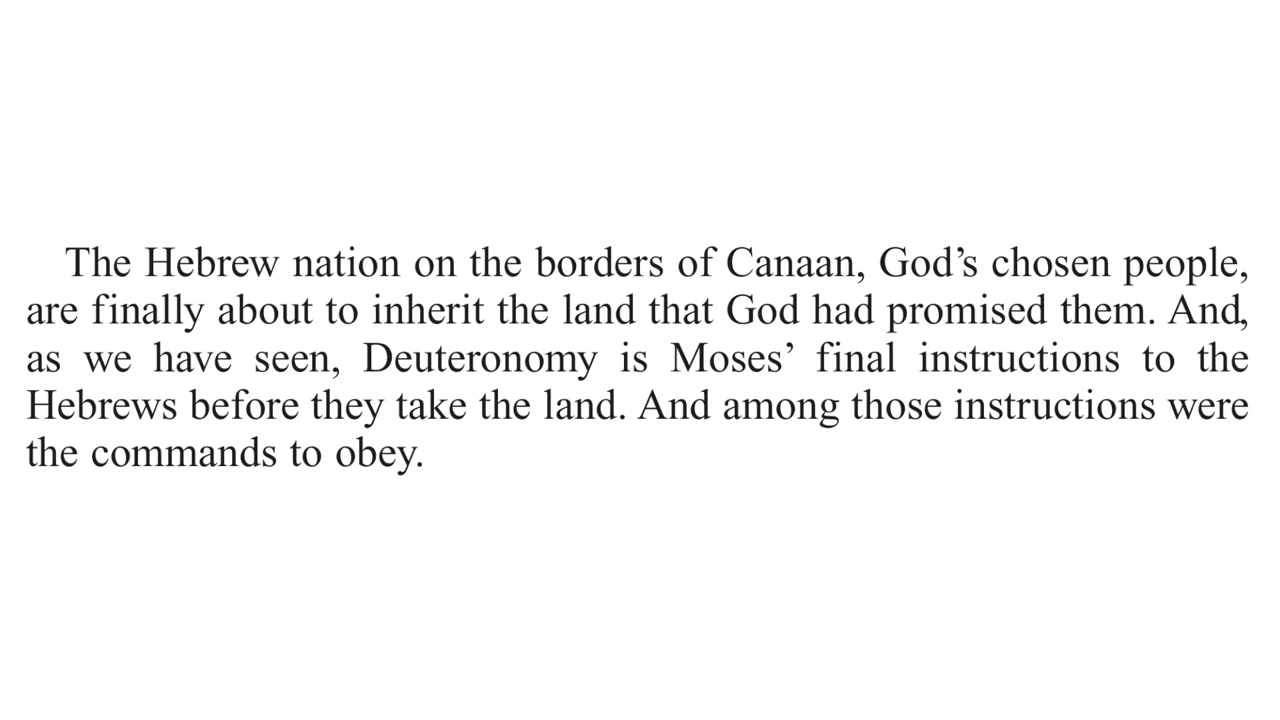 The Hebrew nation on the borders of Canaan, God’s chosen people,
are finally about to inherit the land that God had promised them. And,
as we have seen, Deuteronomy is Moses’ final instructions to the
Hebrews before they take the land. And among those instructions were
the commands to obey.